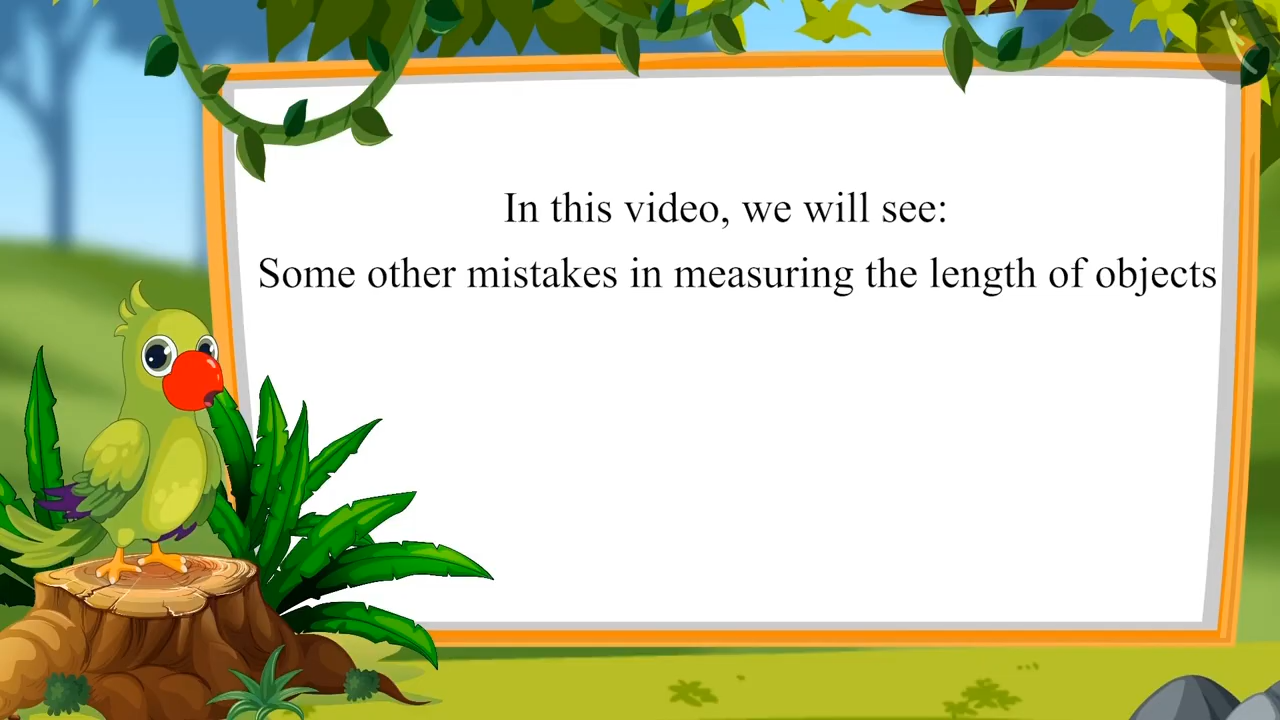 In this video, we will see:
Some other mistakes in measuring the length of objects